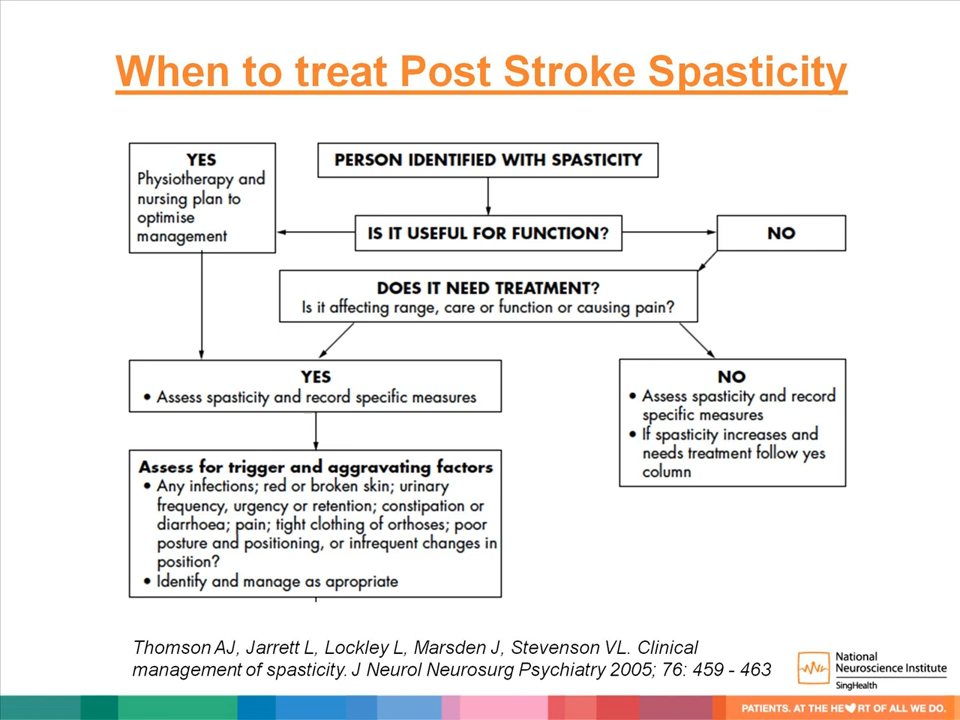 When to treat Post Stroke Spasticity
YES
Physiotherapy and
nursing plan to
optimise
management
PERSON IDENTIFIED WITH SPASTICITY
IS IT USEFUL FOR FUNCTION?
NO
DOES IT NEED TREATMENT?
Is it affecting range, care or function or causing pain?
YES
• Assess spasticity and record specific measures
NO
• Assess spasticity and record
specific measures
• If spasticity increases and
needs treatment follow yes
column
Assess for trigger and aggravating factors
• Any infections; red or broken skin; urinary
frequency, urgency or retention; constipation or
diarrhoea; pain; tight clothing of orthoses; poor
posture and positioning, or infrequent changes in
position?
• Identify and manage as apropriate
Thomson AJ, Jarrett L, Lockley L, Marsden J, Stevenson VL. Clinical
management of spasticity. J Neurol Neurosurg Psychiatry 2005; 76: 459 - 463
National
Neuroscience Institute
SingHealth
PATIENTS. AT THE HE♥RT OF ALL WE DO.